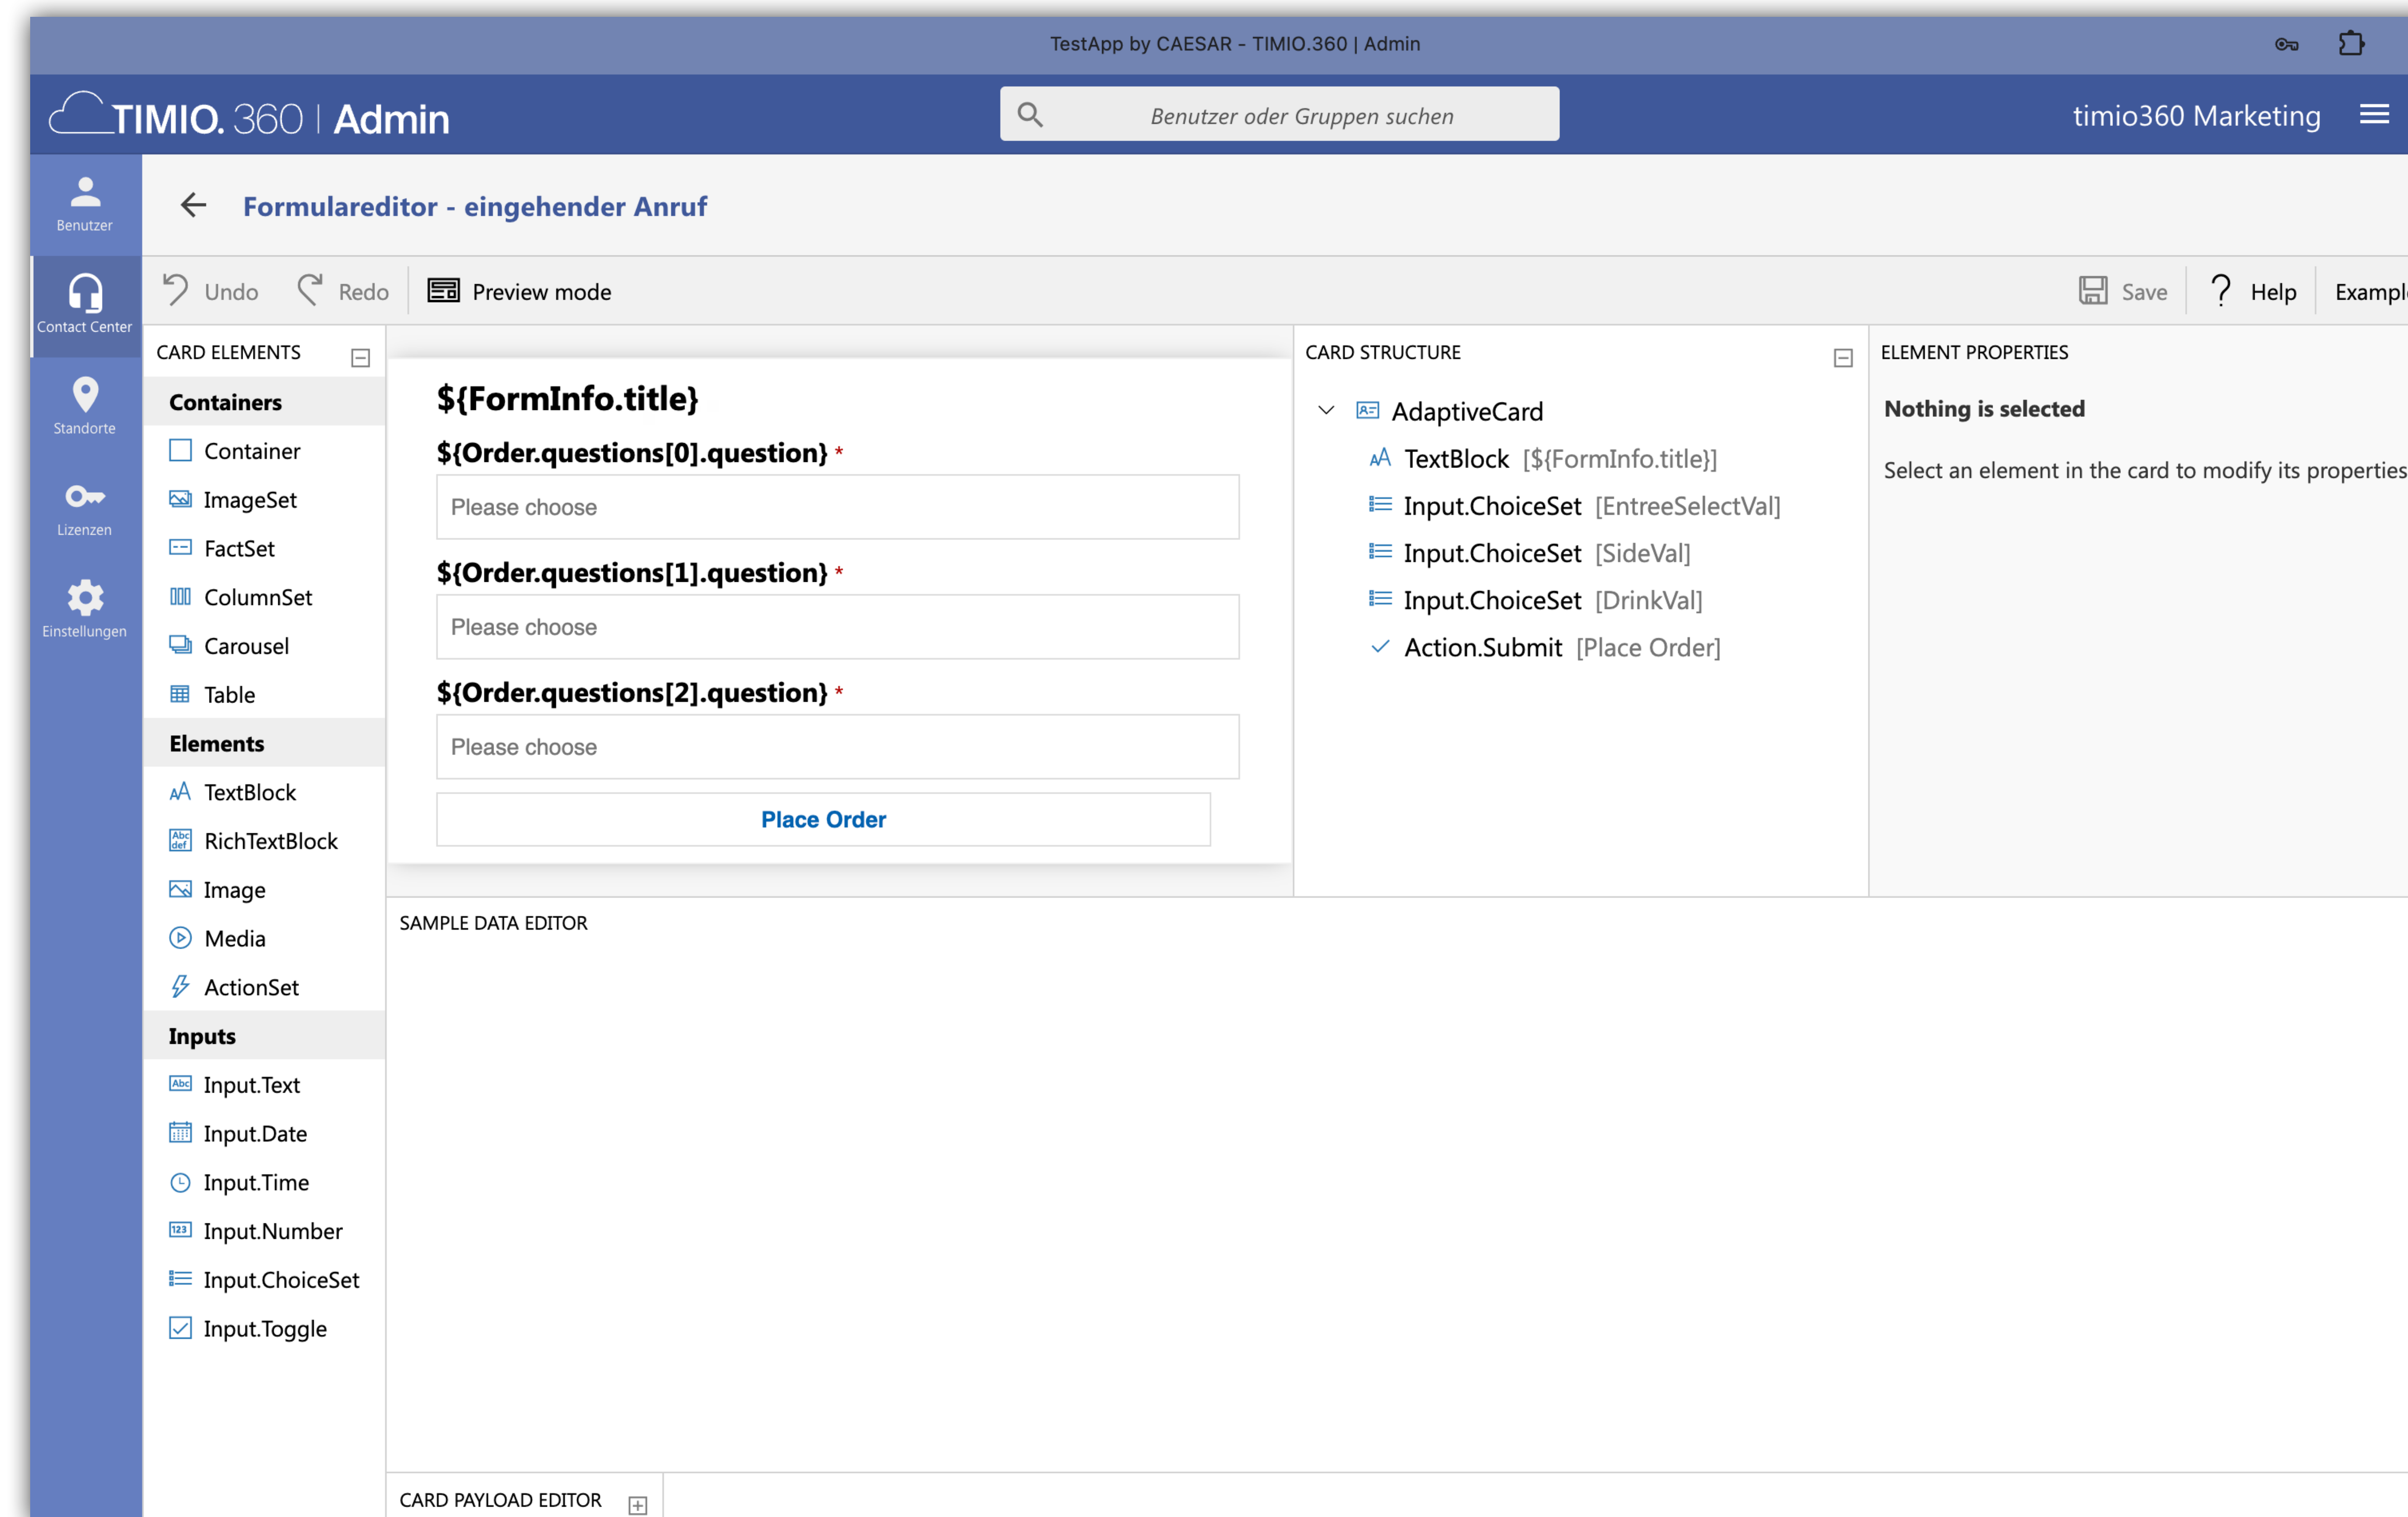 TestApp by CAESAR - TIMIO.360 | Admin
TIMIO. 360 | Admin
Benutzer oder Gruppen suchen
timio360 Marketing
Benutzer
Contact Center
Standorte
Lizenzen
Einstellungen
Formulareditor - eingehender Anruf
Undo
Redo
Preview mode
Save
? Help
Exampl
CARD ELEMENTS
Containers
Container
ImageSet
FactSet
ColumnSet
Carousel
Table
Elements
TextBlock
RichTextBlock
Image
Media
ActionSet
Inputs
Input.Text
Input.Date
Input.Time
Input.Number
Input.ChoiceSet
Input.Toggle
${FormInfo.title}
${Order.questions[0].question} *
Please choose
${Order.questions[1].question} *
Please choose
${Order.questions[2].question} *
Please choose
Place Order
CARD STRUCTURE
AdaptiveCard
TextBlock [${FormInfo.title}]
Input.ChoiceSet [EntreeSelectVal]
Input.ChoiceSet [SideVal]
Input.ChoiceSet [DrinkVal]
Action.Submit [Place Order]
ELEMENT PROPERTIES
Nothing is selected
Select an element in the card to modify its properties
SAMPLE DATA EDITOR
CARD PAYLOAD EDITOR